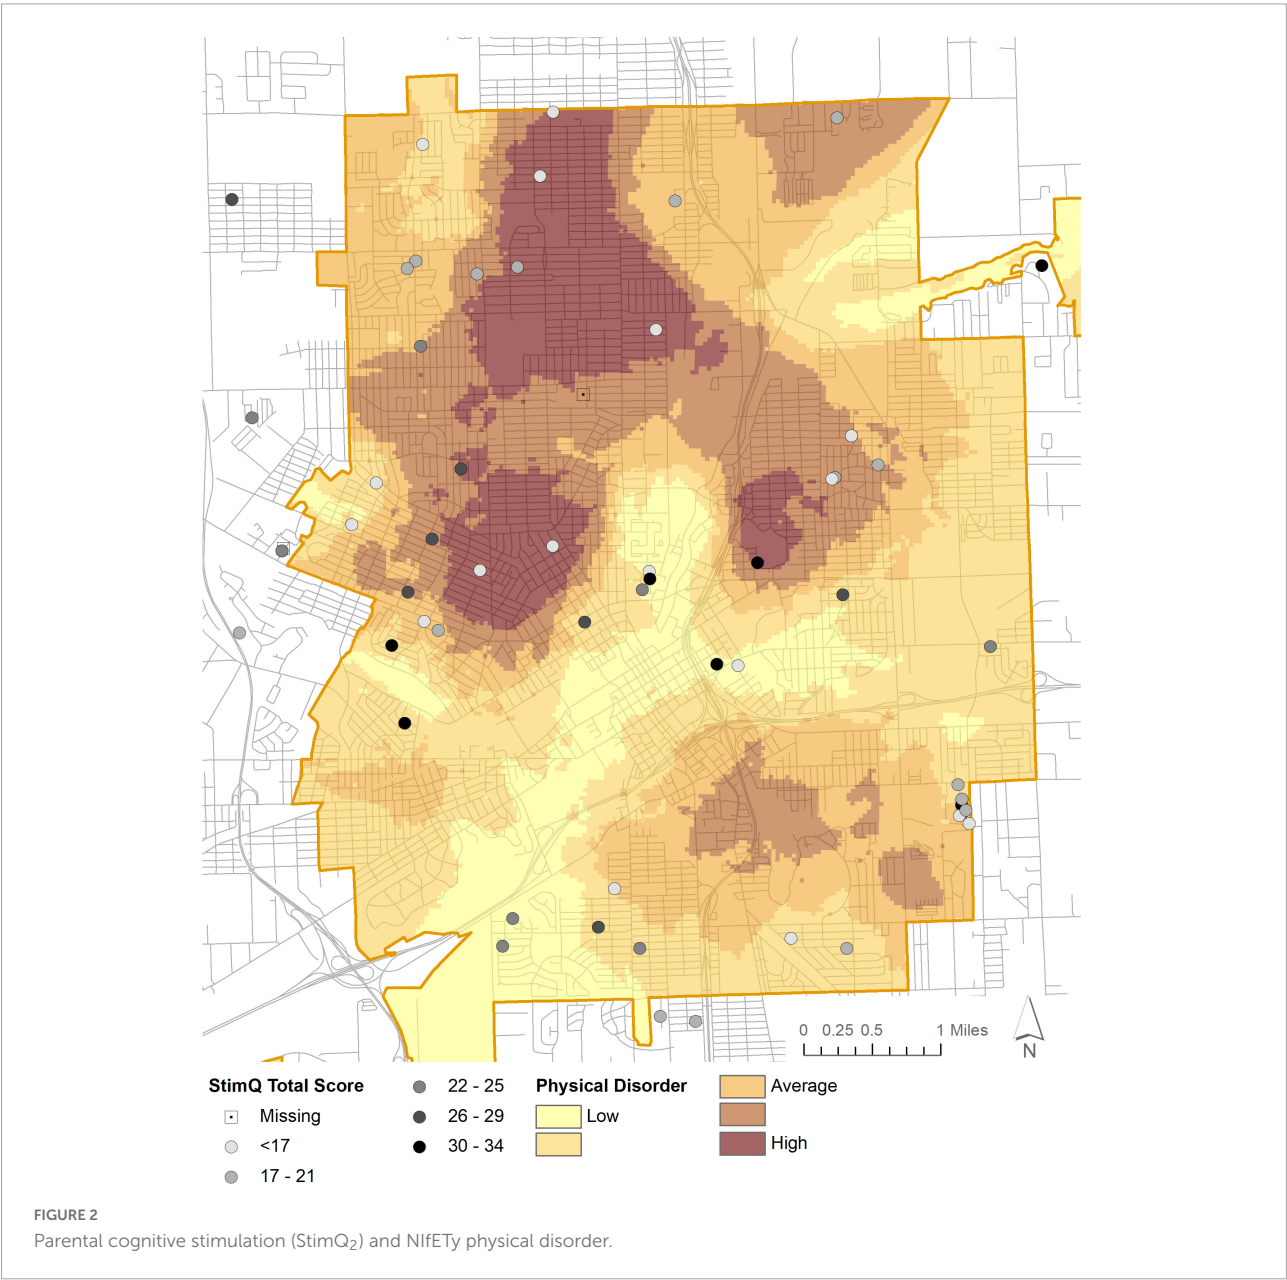 0 0.25 0.5 1 Miles
N
StimQ Total Score
Missing
<17
17 - 21
22 - 25
26 - 29
30 - 34
Physical Disorder
Low
Average
High
FIGURE 2
Parental cognitive stimulation (StimQ2) and NIfETy physical disorder.